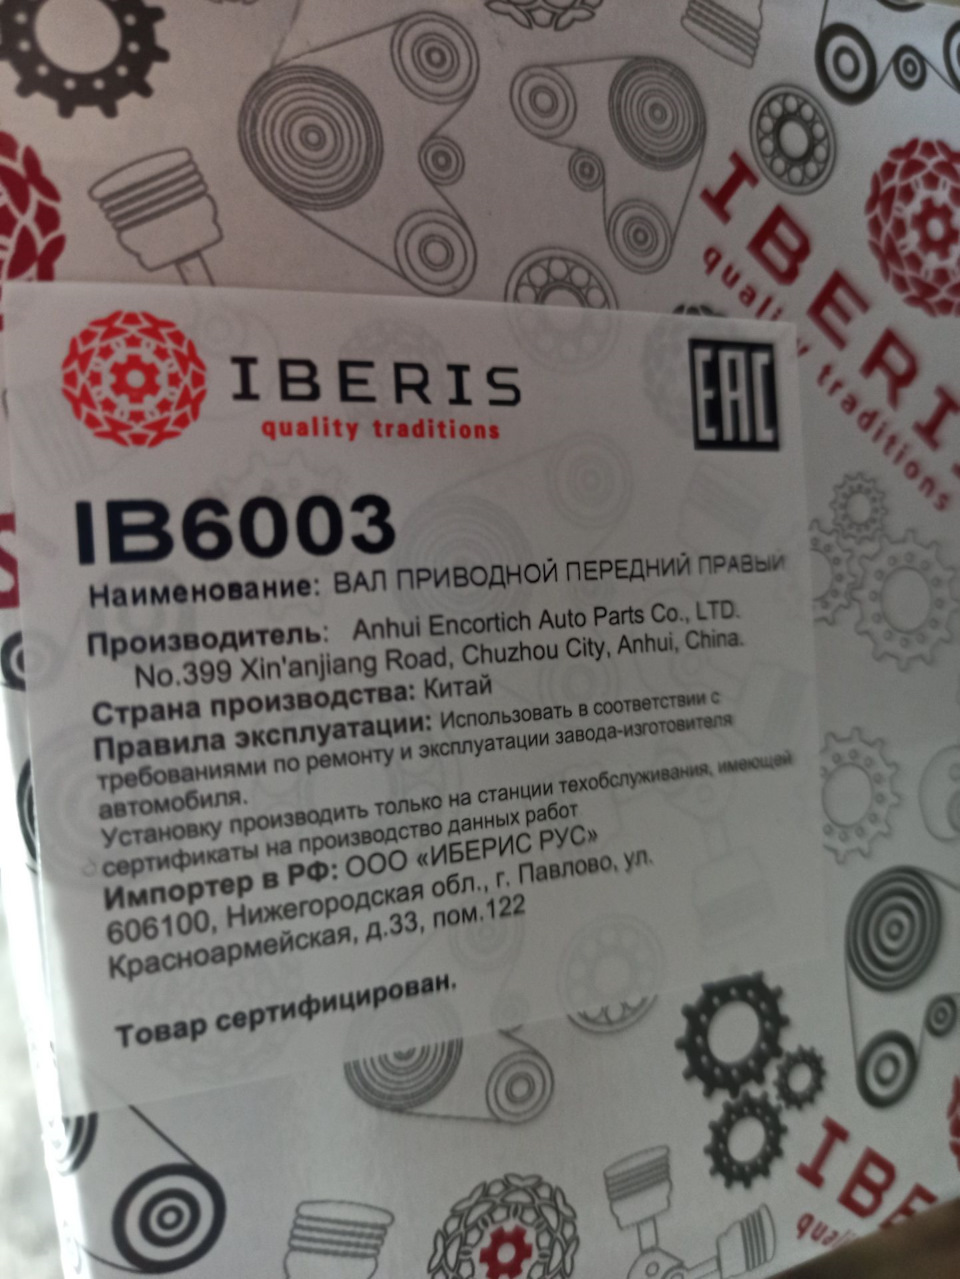 IBERIS
quality traditions
IBERIS
quality traditions
EAC
IB6003
Наименование: ВАЛ ПРИВОДНОЙ ПЕРЕДНИЙ ПРАВЫЙ
Производитель: Anhui Encortich Auto Parts Co., LTD.
No.399 Xin'anjiang Road, Chuzhou City, Anhui, China.
Страна производства: Китай
Правила эксплуатации: Использовать в соответствии с
требованиями по ремонту и эксплуатации завода-изготовителя
автомобиля.
Установку производить только на станции техобслуживания, имеющей
сертификаты на производство данных работ
Импортер в РФ: ООО «ИБЕРИС РУС»
606100, Нижегородская обл., г. Павлово, ул.
Красноармейская, д.33, пом.122
Товар сертифицирован.